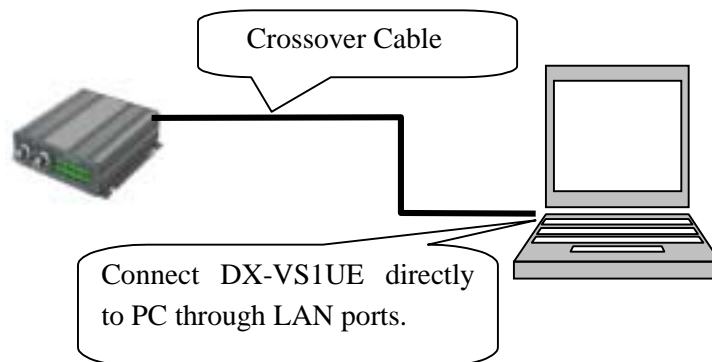 Crossover Cable
Connect DX-VS1UE directly
to PC through LAN ports.